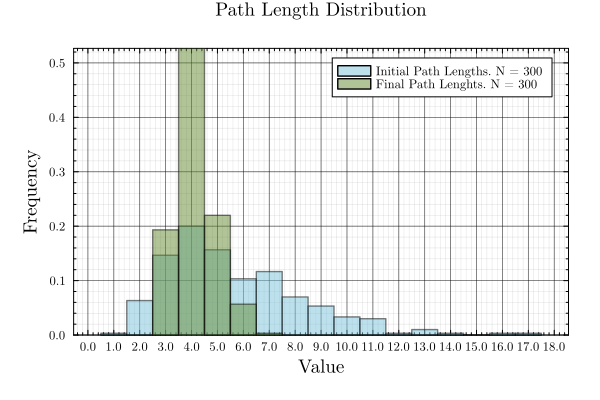 Path Length Distribution
Initial Path Lengths. N = 300
Final Path Lenghts. N = 300
Frequency
0.5
0.4
0.3
0.2
0.1
0.0
0.0 1.0 2.0 3.0 4.0 5.0 6.0 7.0 8.0 9.0 10.0 11.0 12.0 13.0 14.0 15.0 16.0 17.0 18.0
Value